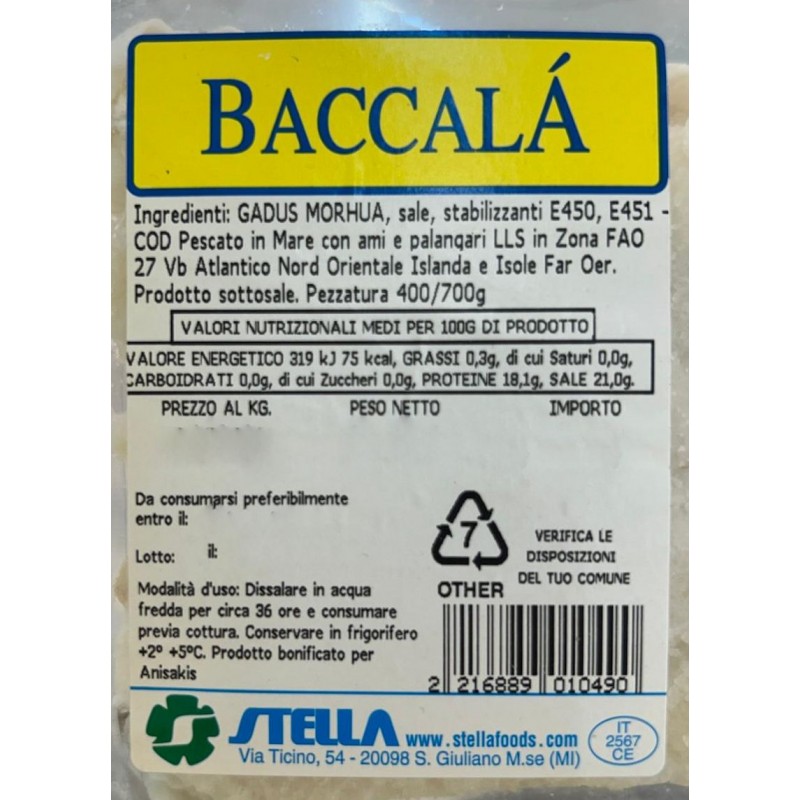 BACCALÁ
Ingredienti: GADUS MORHUA, sale, stabilizzanti E450, E451 -
COD Pescato in Mare con ami e palangari LLS in Zona FAO
27 Vb Atlantico Nord Orientale Islanda e Isole Far Oer.
Prodotto sottosale. Pezzatura 400/700g
VALORI NUTRIZIONALI MEDI PER 100G DI PRODOTTO
VALORE ENERGETICO 319 kJ 75 kcal, GRASSI 0,3g, di cui Saturi 0,0g,
CARBOIDRATI 0,0g, di cui Zuccheri 0,0g, PROTEINE 18,1g, SALE 21,0g.
PREZZO AL KG. PESO NETTO IMPORTO
Da consumarsi preferibilmente
entro il:
Lotto: il:
Modalità d'uso: Dissalare in acqua
fredda per circa 36 ore e consumare
previa cottura. Conservare in frigorifero
+2° +5°C. Prodotto bonificato per
Anisakis
7
OTHER
VERIFICA LE
DISPOSIZIONI
DEL TUO COMUNE
2 216889 010490
STELLA www.stellafoods.com
Via Ticino, 54 - 20098 S. Giuliano M.se (MI)
IT
2567
CE